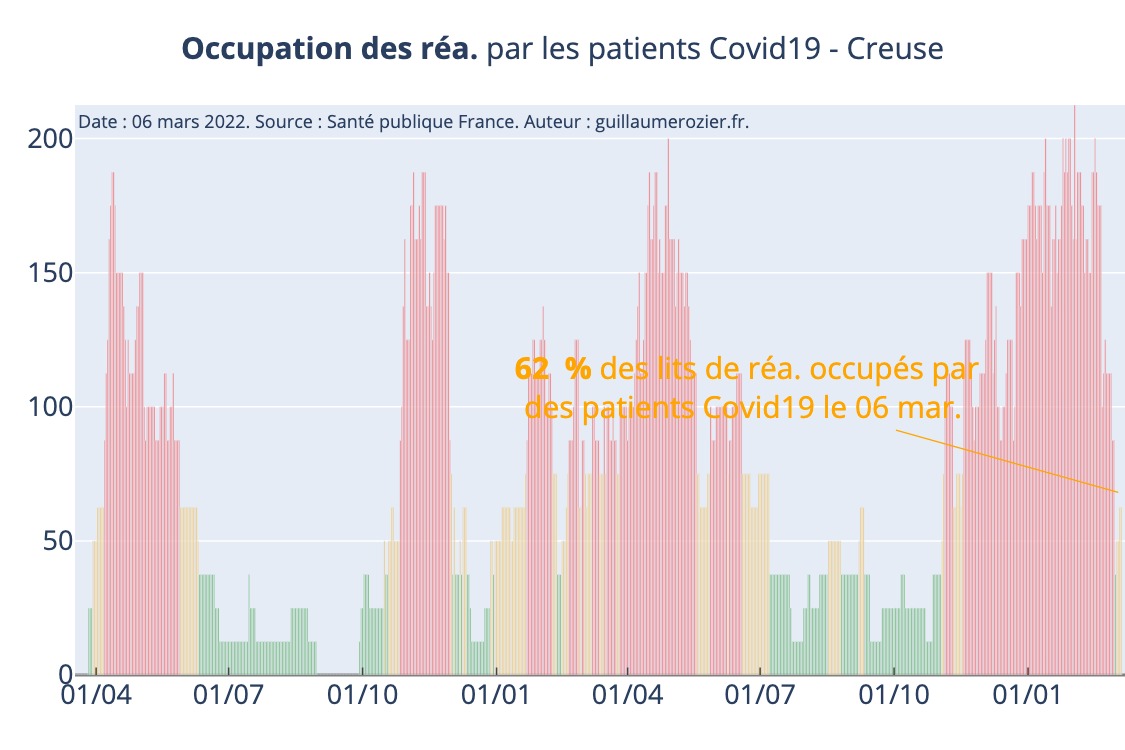 Occupation des réa. par les patients Covid19 - Creuse
Date : 06 mars 2022. Source : Santé publique France. Auteur : guillaumerozier.fr.
200
150
62 % des lits de réa. occupés par
des patients Covid19 le 06 mar.
100
50
0
01/04 01/07 01/10 01/01 01/04 01/07 01/10 01/01